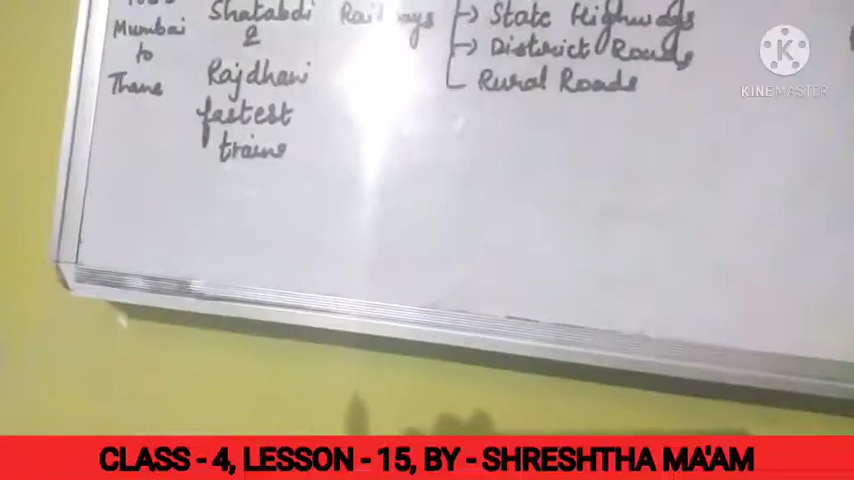 Mumbai
to
Thane
Shatabdi
&
Rajdhani
fastest
trains
Railways
→ State Highways
→ District Roads
Rural Roads
KINEMASTER
CLASS - 4, LESSON - 15, BY - SHRESHTHA MA'AM